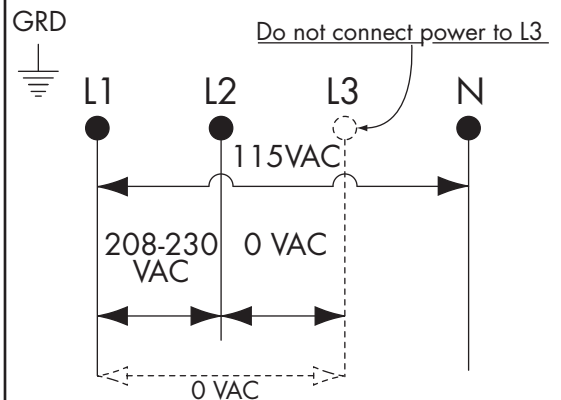 GRD
Do not connect power to L3
L1 L2 L3 N
115VAC
208-230 0 VAC
VAC
0 VAC